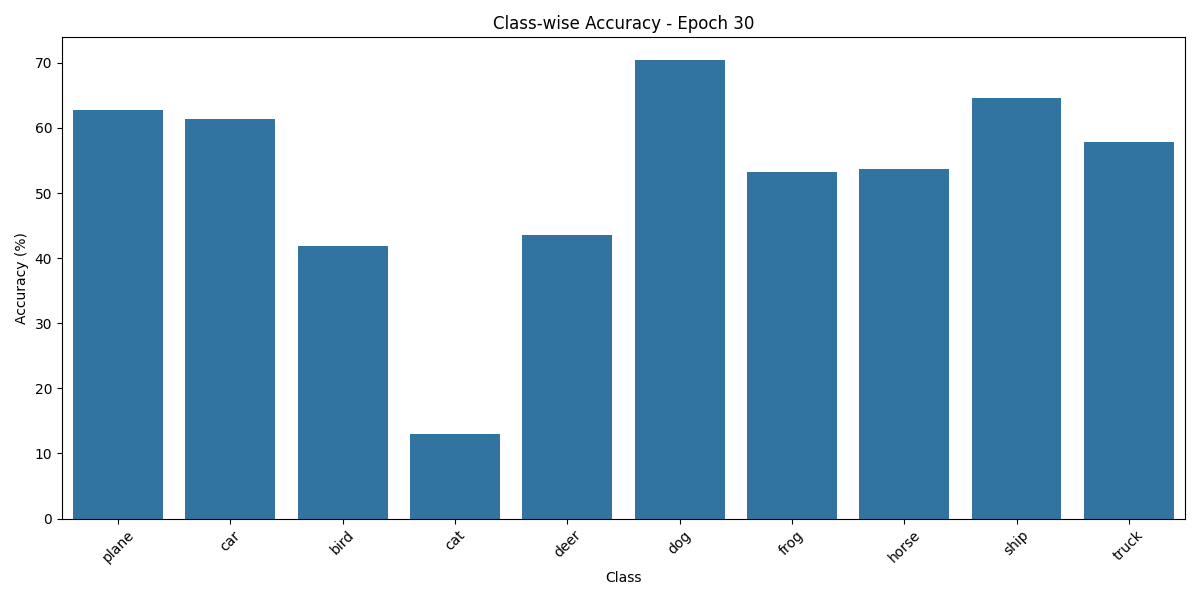 Class-wise Accuracy - Epoch 30
Accuracy (%)
70
60
50
40
30
20
10
0
plane
car
bird
cat
deer
dog
frog
horse
ship
truck
Class